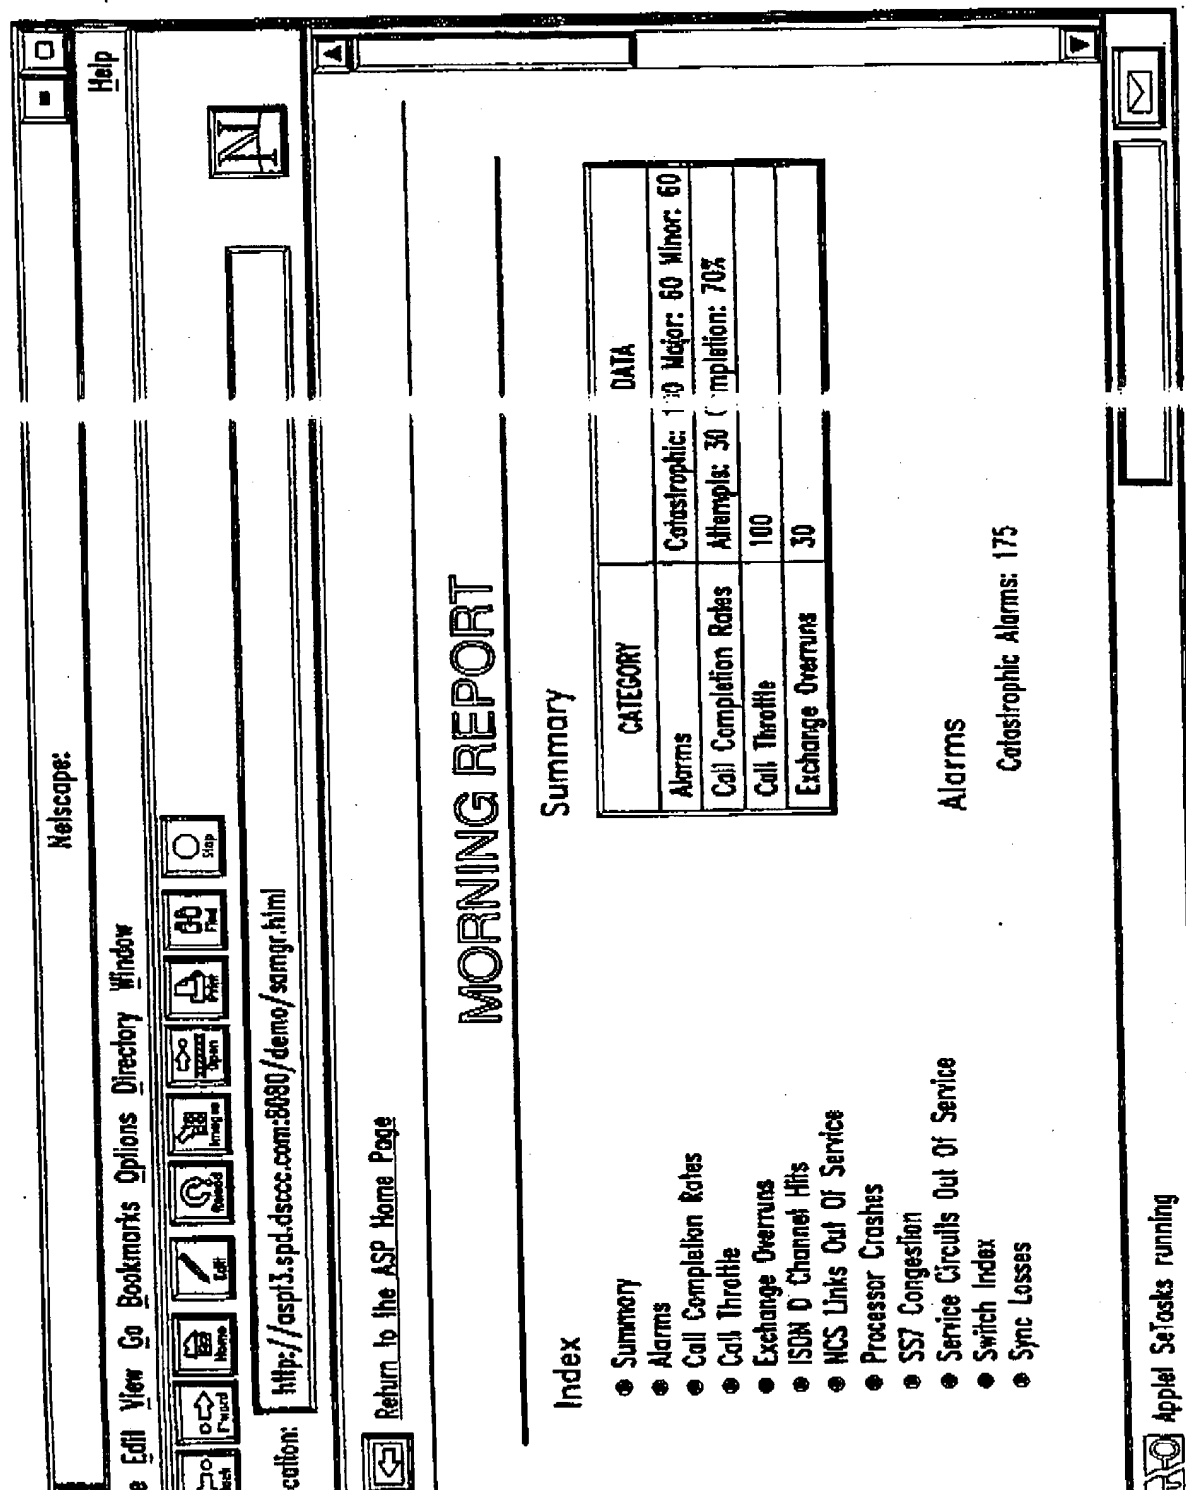 Netscape:
Edit View Go Bookmarks Options Directory Window Help
Home Edit Reload Images Open Print Find Stop
http://aspt3.spd.dsccc.com:8080/demo/samgr.html
N
Return to the ASP Home Page
MORNING REPORT
Index
Summary
Alarms
Call Completion Rates
Call Throttle
Exchange Overruns
ISDN D Channel Hits
NCS Links Out Of Service
Processor Crashes
SS7 Congestion
Service Circuits Out Of Service
Switch Index
Sync Losses
Summary
CATEGORY DATA
Alarms Catastrophic: Major: 60 Minor: 60
Call Completion Rates Attempts: 30 mpletion: 70%
Call Throttle 100
Exchange Overruns 30
Alarms
Catastrophic Alarms: 175
Applet SeTasks running